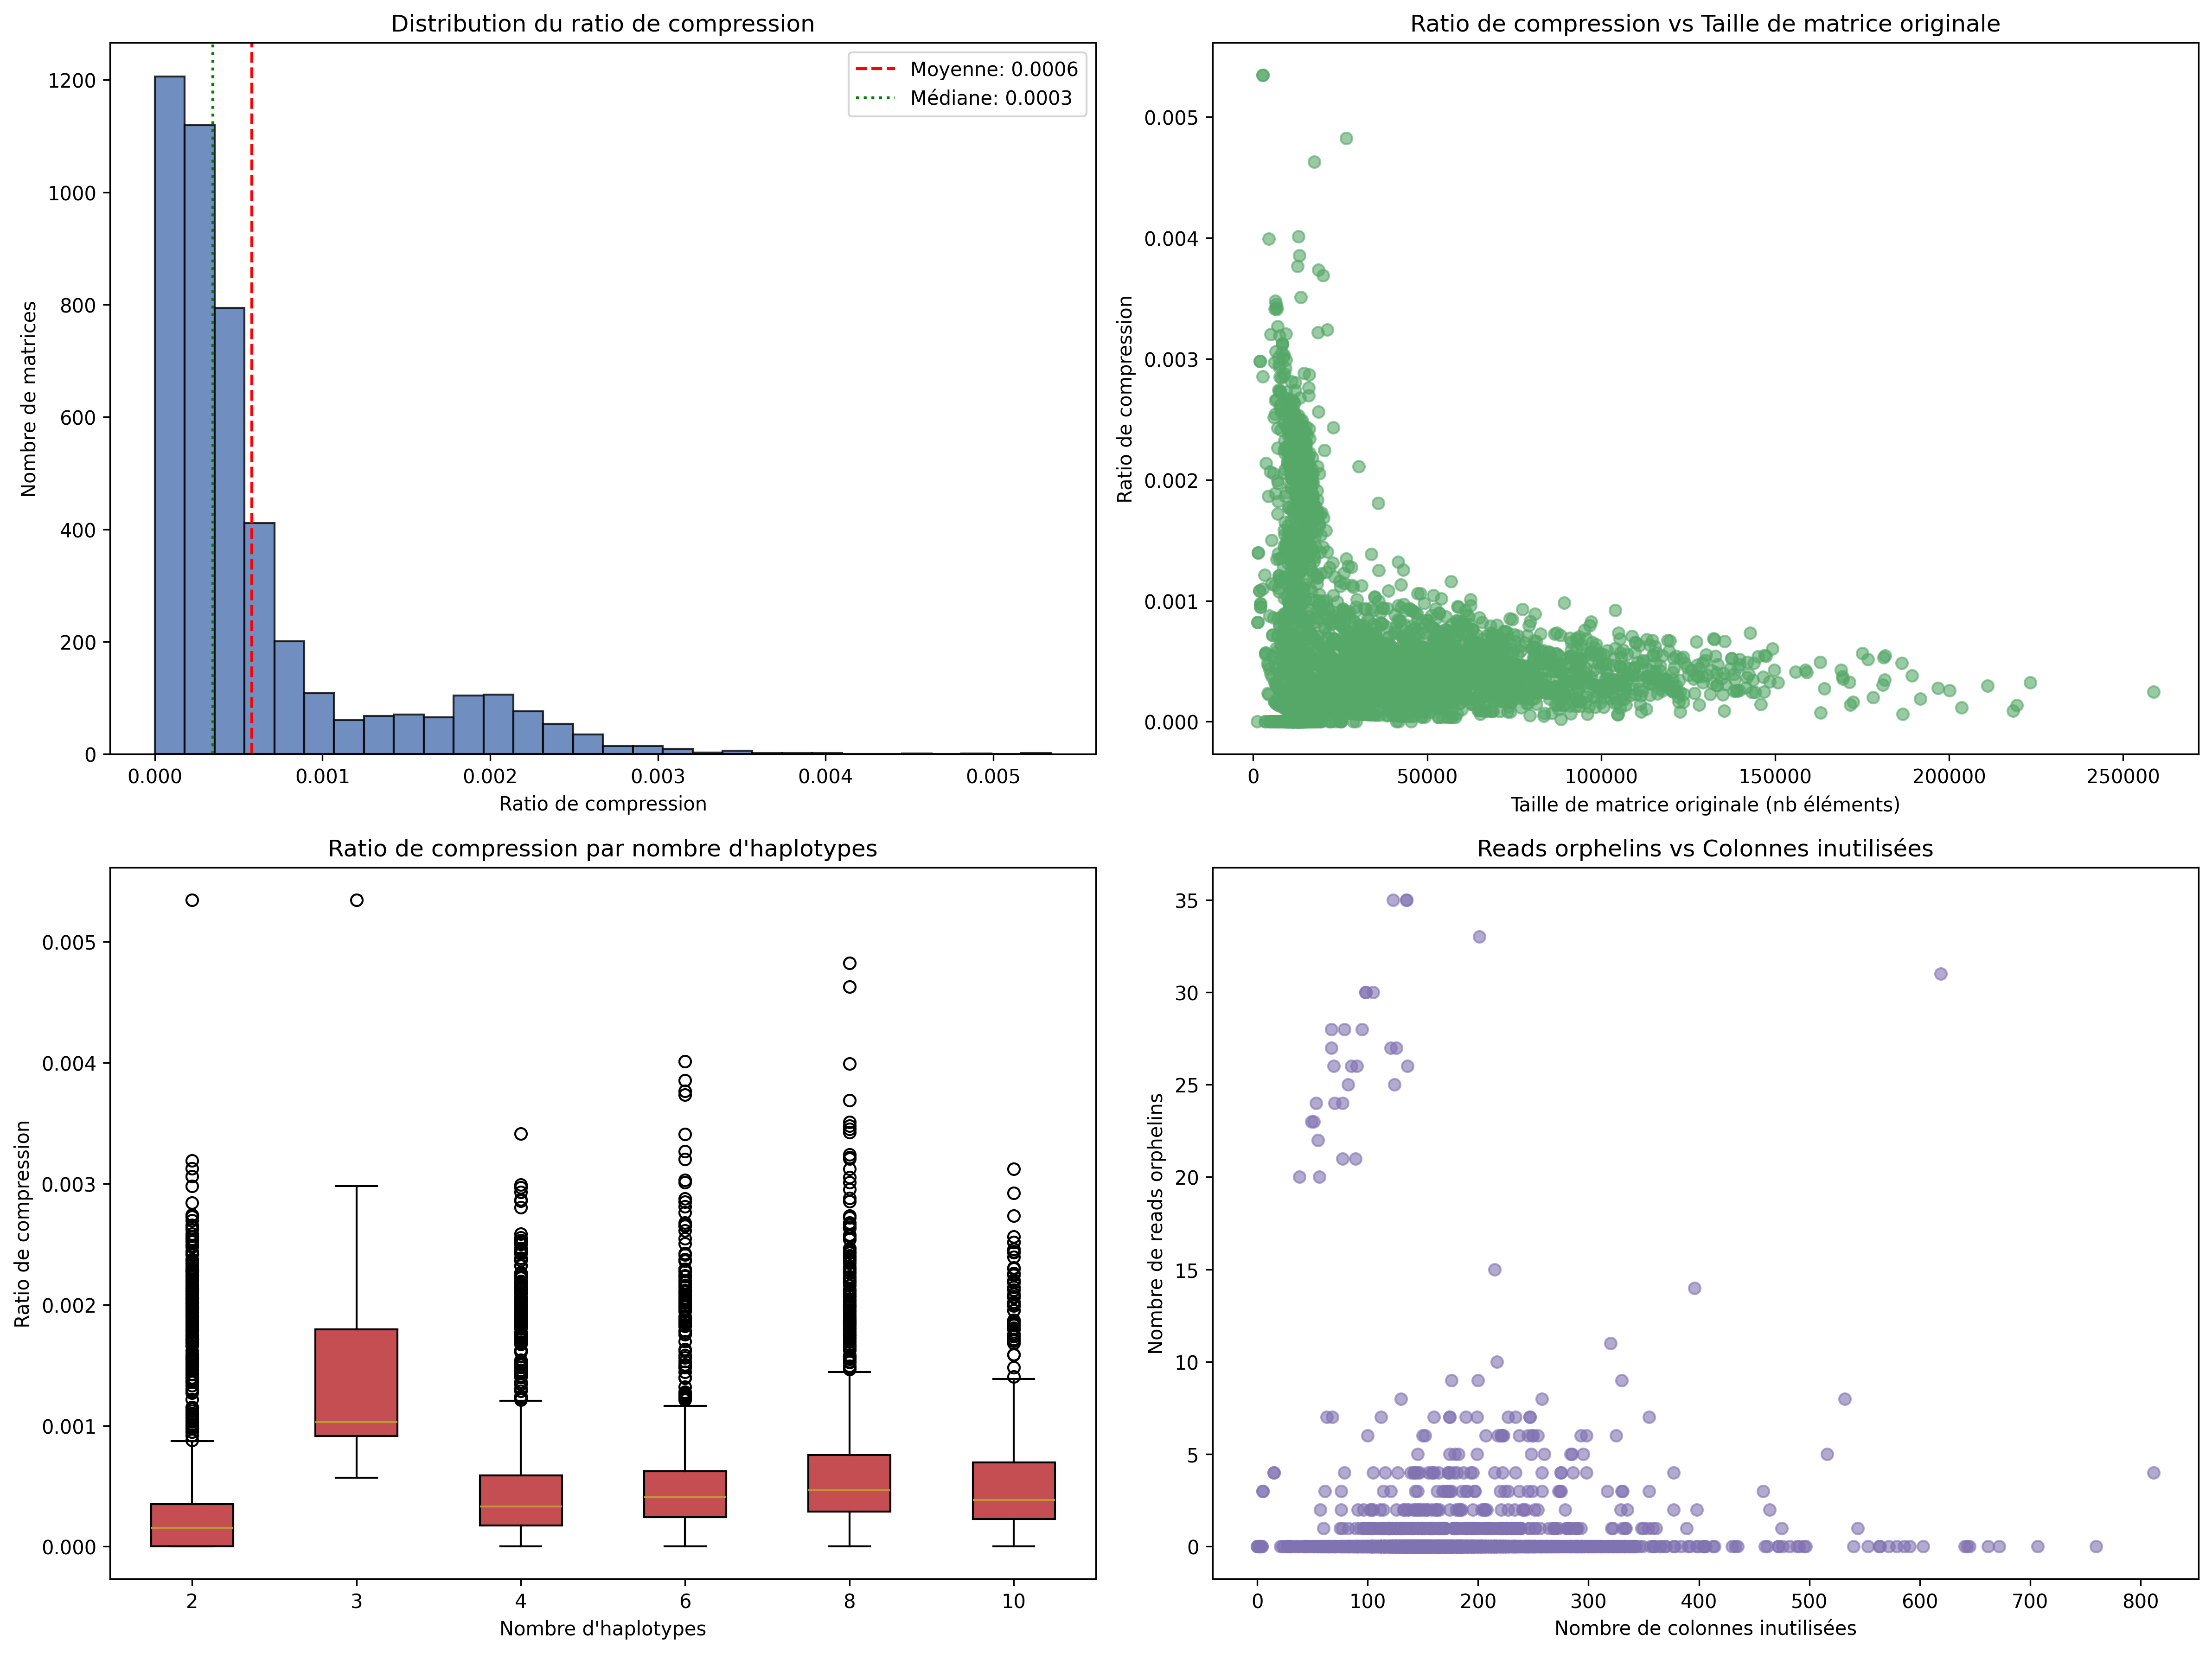 Distribution du ratio de compression
Moyenne: 0.0006
Médiane: 0.0003
Nombre de matrices
1200
1000
800
600
400
200
0
0.000 0.001 0.002 0.003 0.004 0.005
Ratio de compression
Ratio de compression vs Taille de matrice originale
Ratio de compression
0.005
0.004
0.003
0.002
0.001
0.000
0 50000 100000 150000 200000 250000
Taille de matrice originale (nb éléments)
Ratio de compression par nombre d'haplotypes
Ratio de compression
0.005
0.004
0.003
0.002
0.001
0.000
2 3 4 6 8 10
Nombre d'haplotypes
Reads orphelins vs Colonnes inutilisées
Nombre de reads orphelins
35
30
25
20
15
10
5
0
0 100 200 300 400 500 600 700 800
Nombre de colonnes inutilisées